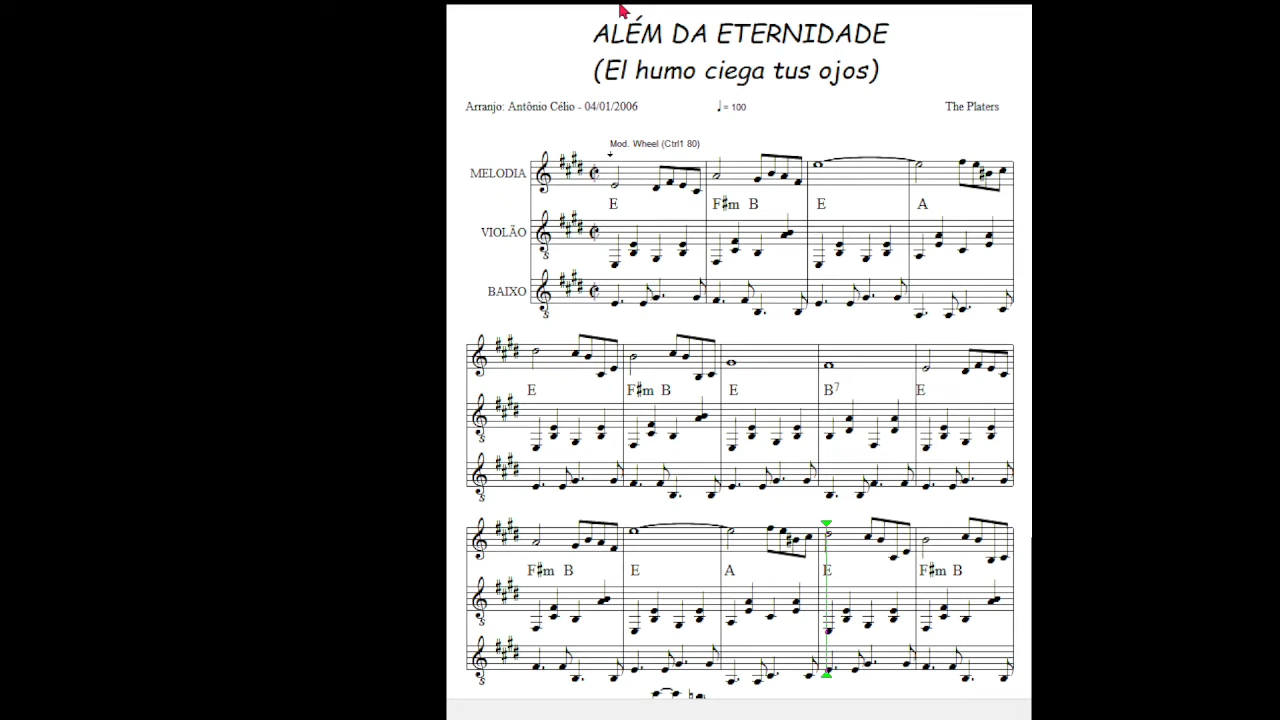 ALÉM DA ETERNIDADE
(El humo ciega tus ojos)
Arranjo: Antônio Célio - 04/01/2006
♩ = 100
The Platers
Mod. Wheel (Ctrl1 80)
MELODIA
E F#m B E A
VIOLÃO
BAIXO
E F#m B E B7 E
F#m B E A E F#m B